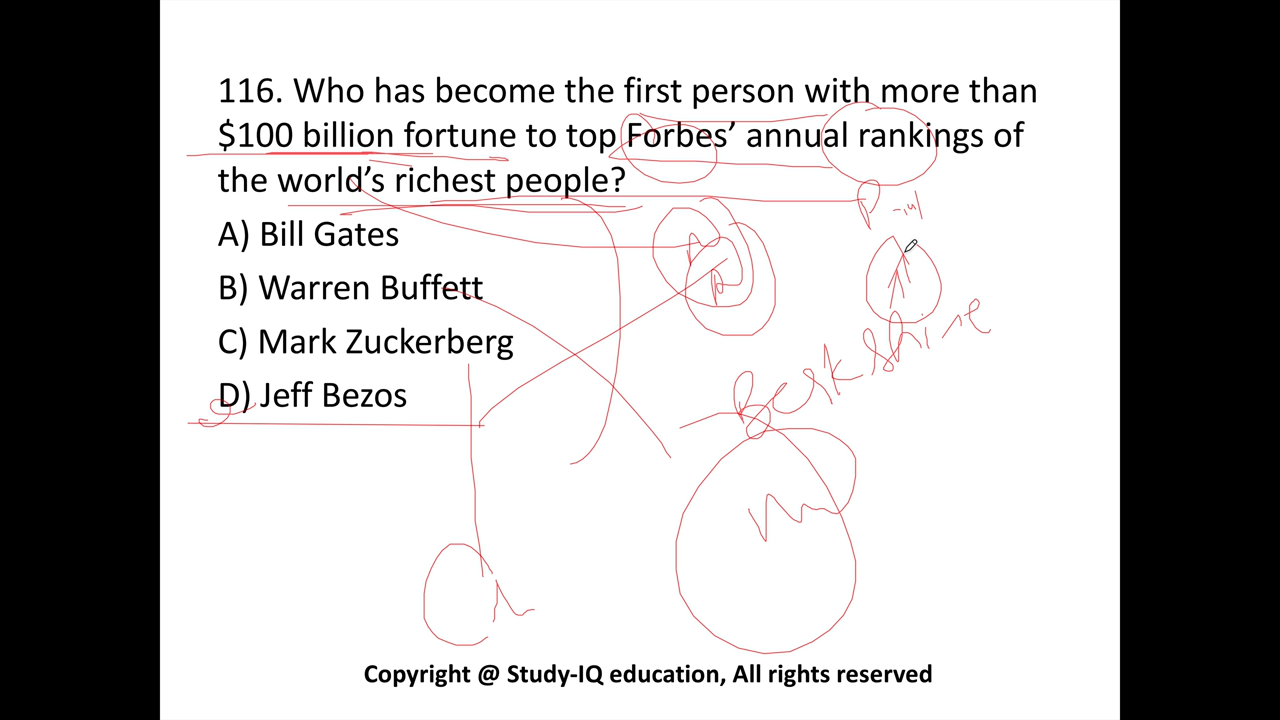 116. Who has become the first person with more than
$100 billion fortune to top Forbes’ annual rankings of
the world’s richest people?
A) Bill Gates
B) Warren Buffett
C) Mark Zuckerberg
D) Jeff Bezos
Berkshire
Copyright @ Study-IQ education, All rights reserved